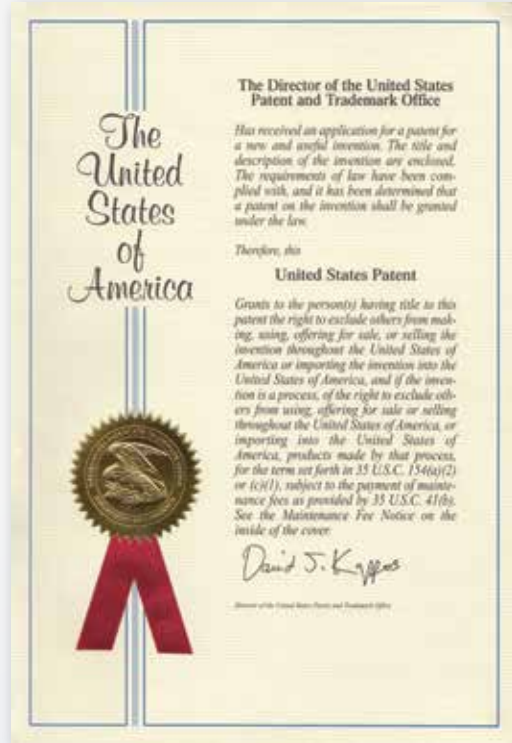 The
United
States
of
America
The Director of the United States
Patent and Trademark Office
Has received an application for a patent for
a new and useful invention. The title and
description of the invention are enclosed.
The requirements of law have been com-
plied with, and it has been determined that
a patent on the invention shall be granted
under the law.
Therefore, this
United States Patent
Grants to the person(s) having title to this
patent the right to exclude others from mak-
ing, using, offering for sale, or selling the
invention throughout the United States of
America or importing the invention into the
United States of America, and if the inven-
tion is a process, of the right to exclude oth-
ers from using, offering for sale or selling
throughout the United States of America, or
importing into the United States of
America, products made by that process,
for the term set forth in 35 U.S.C. 154(a)(2)
or (c)(1), subject to the payment of mainte-
nance fees as provided by 35 U.S.C. 41(b).
See the Maintenance Fee Notice on the
inside of the cover.
David J. Kappos
Director of the United States Patent and Trademark Office